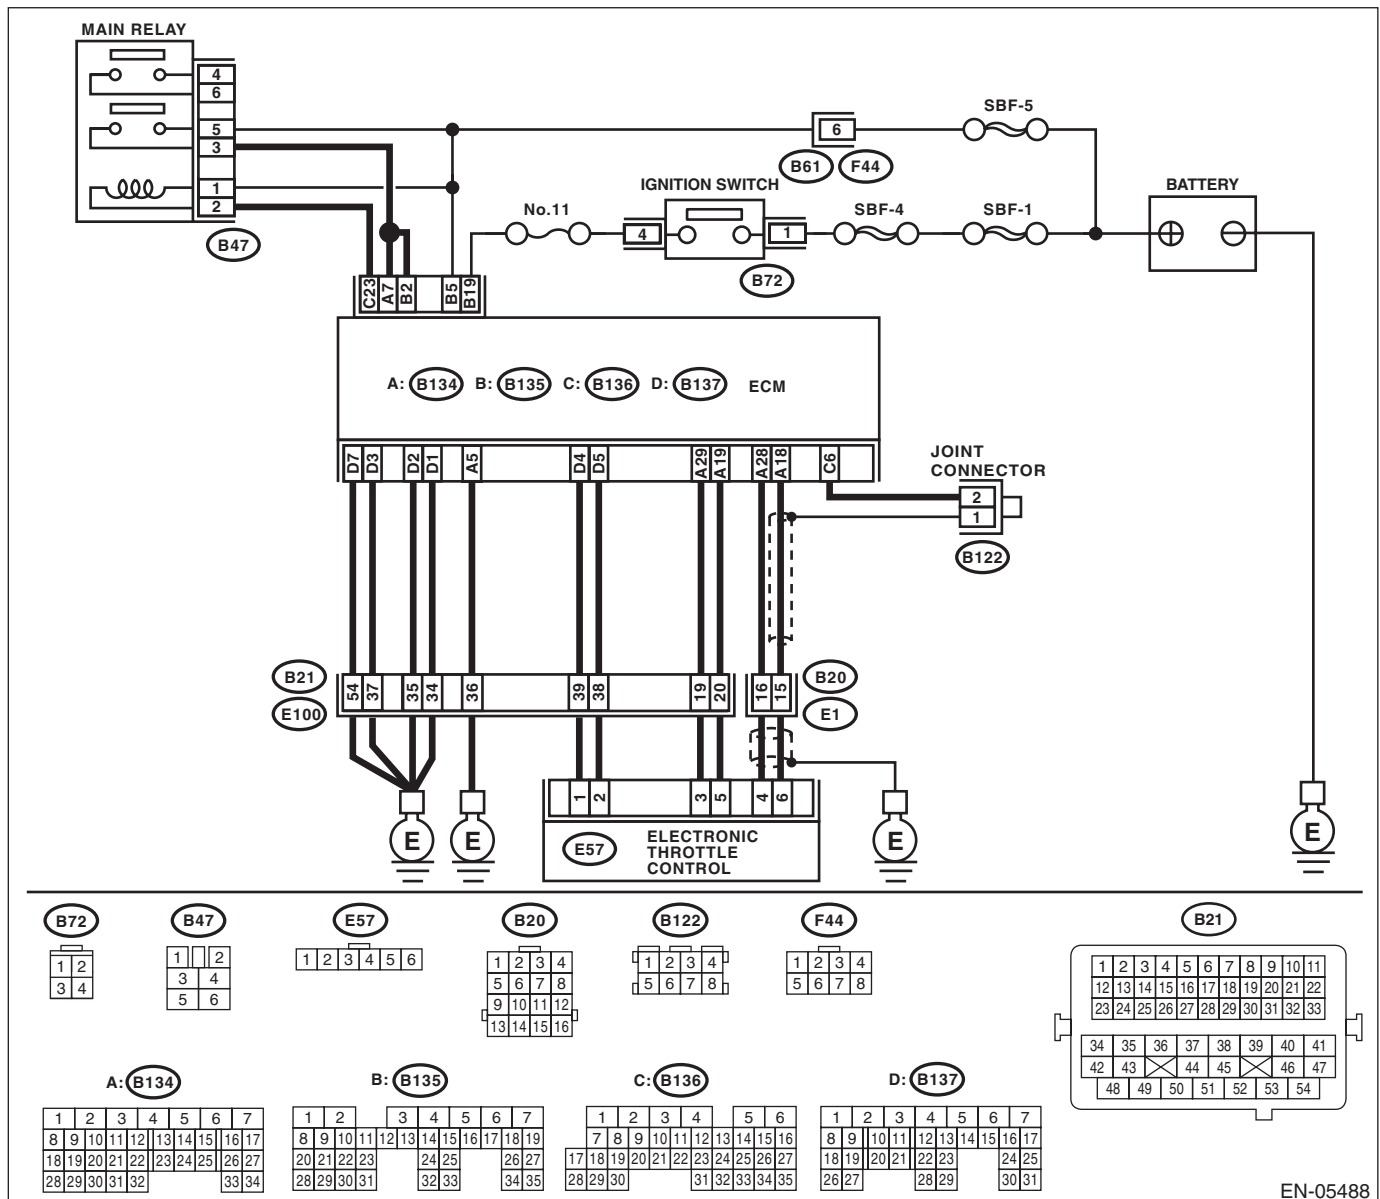 MAIN RELAY
4
6
5
3
1
2
B47
SBF-5
6
B61 F44
IGNITION SWITCH
No.11
4
1
B72
SBF-4
SBF-1
BATTERY
C23 A7 B2 B5 B19
A: B134 B: B135 C: B136 D: B137 ECM
D7 D3 D2 D1 A5 D4 D5 A29 A19 A28 A18 C6
JOINT
CONNECTOR
2
1
B122
B21
E100
54 37 35 34 36 39 38 19 20 16 15
B20
E1
1 2 3 5 4 6
E E E E
E57
ELECTRONIC
THROTTLE
CONTROL
B72
1 2
3 4
B47
1 2
3 4
5 6
E57
1 2 3 4 5 6
B20
1 2 3 4
5 6 7 8
9 10 11 12
13 14 15 16
B122
1 2 3 4
5 6 7 8
F44
1 2 3 4
5 6 7 8
B21
1 2 3 4 5 6 7 8 9 10 11
12 13 14 15 16 17 18 19 20 21 22
23 24 25 26 27 28 29 30 31 32 33
34 35 36 37 38 39 40 41
42 43 44 45 46 47
48 49 50 51 52 53 54
A: B134
1 2 3 4 5 6 7
8 9 10 11 12 13 14 15 16 17
18 19 20 21 22 23 24 25 26 27
28 29 30 31 32 33 34
B: B135
1 2 3 4 5 6 7
8 9 10 11 12 13 14 15 16 17 18 19
20 21 22 23 24 25 26 27
28 29 30 31 32 33 34 35
C: B136
1 2 3 4 5 6
7 8 9 10 11 12 13 14 15 16
17 18 19 20 21 22 23 24 25 26 27
28 29 30 31 32 33 34 35
D: B137
1 2 3 4 5 6 7
8 9 10 11 12 13 14 15 16 17
18 19 20 21 22 23 24 25
26 27 28 29 30 31
EN-05488